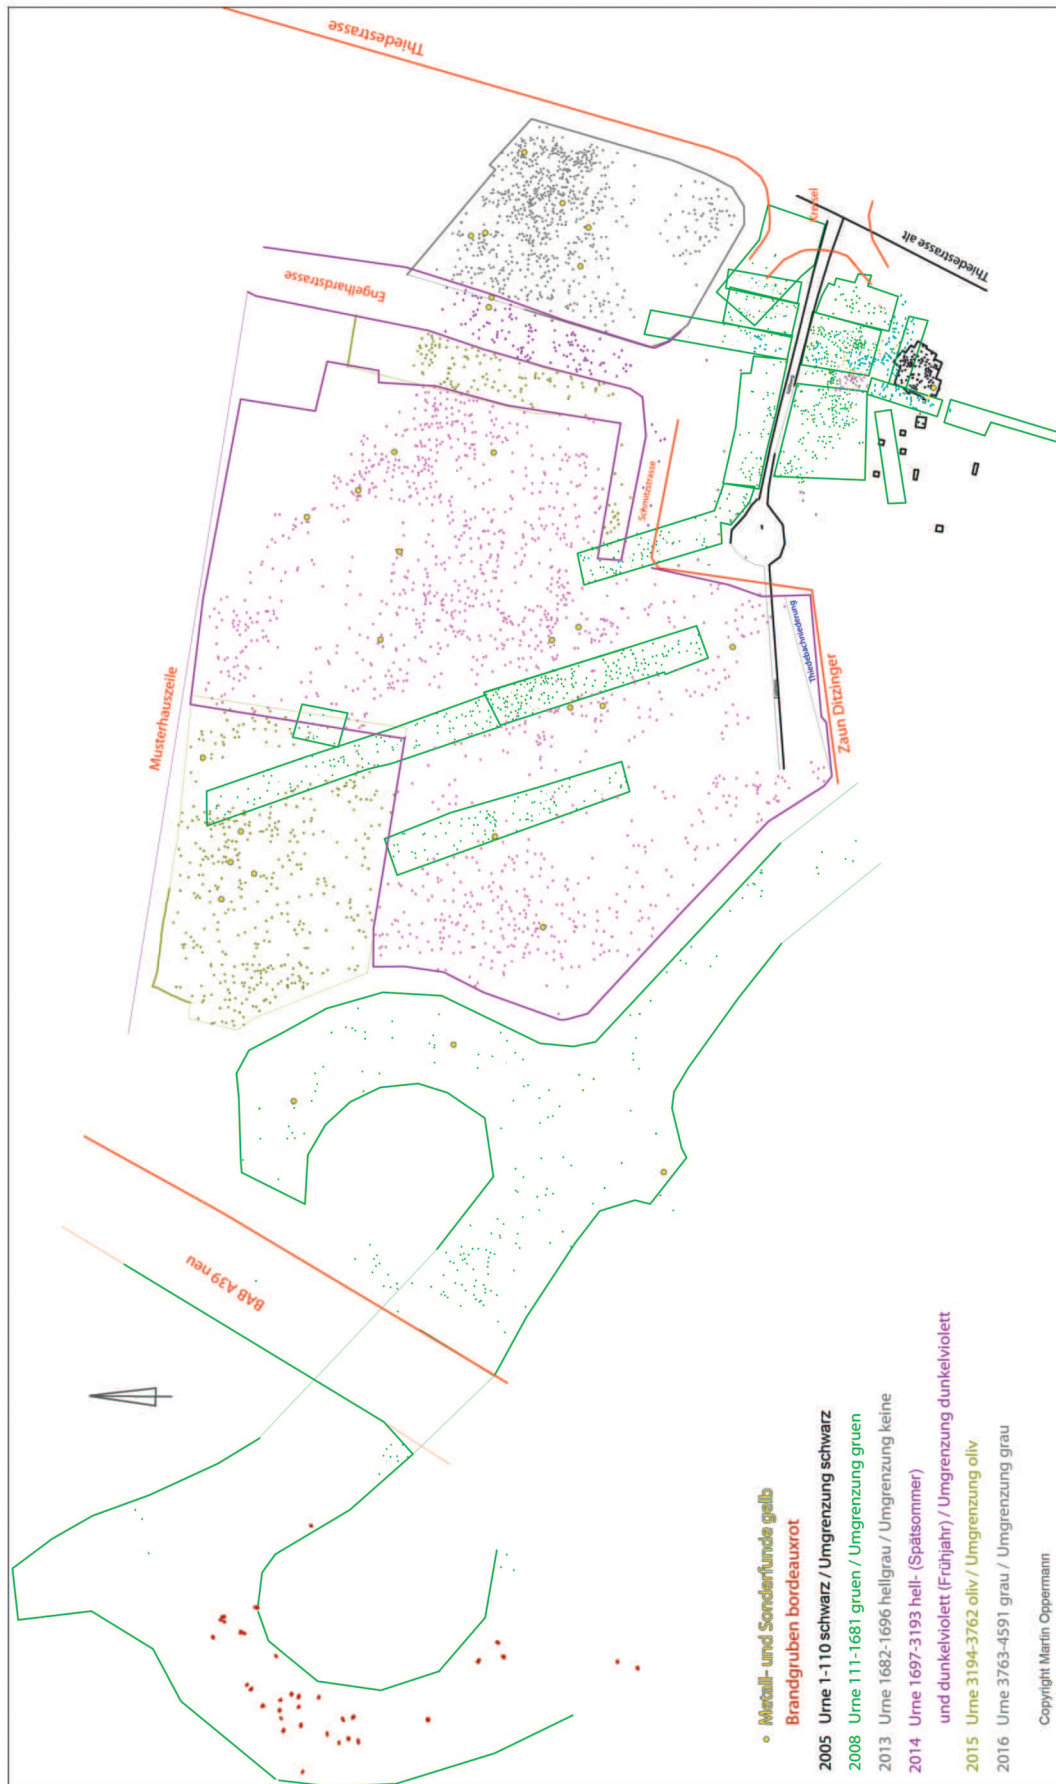 Thiedestrasse
Engelhardstrasse
Musterhauszeile
BAB A39 neu
Kreisel
Thiedestrasse alt
Schmutzstrasse
Thiedebachniederung
Zaun Ditzinger
Metall- und Sonderfunde gelb
Brandgruben bordeauxrot
2005 Urne 1-110 schwarz / Umgrenzung schwarz
2008 Urne 111-1681 gruen / Umgrenzung gruen
2013 Urne 1682-1696 hellgrau / Umgrenzung keine
2014 Urne 1697-3193 hell- (Spätsommer)
und dunkelviolett (Frühjahr) / Umgrenzung dunkelviolett
2015 Urne 3194-3762 oliv / Umgrenzung oliv
2016 Urne 3763-4591 grau / Umgrenzung grau
Copyright Martin Oppermann